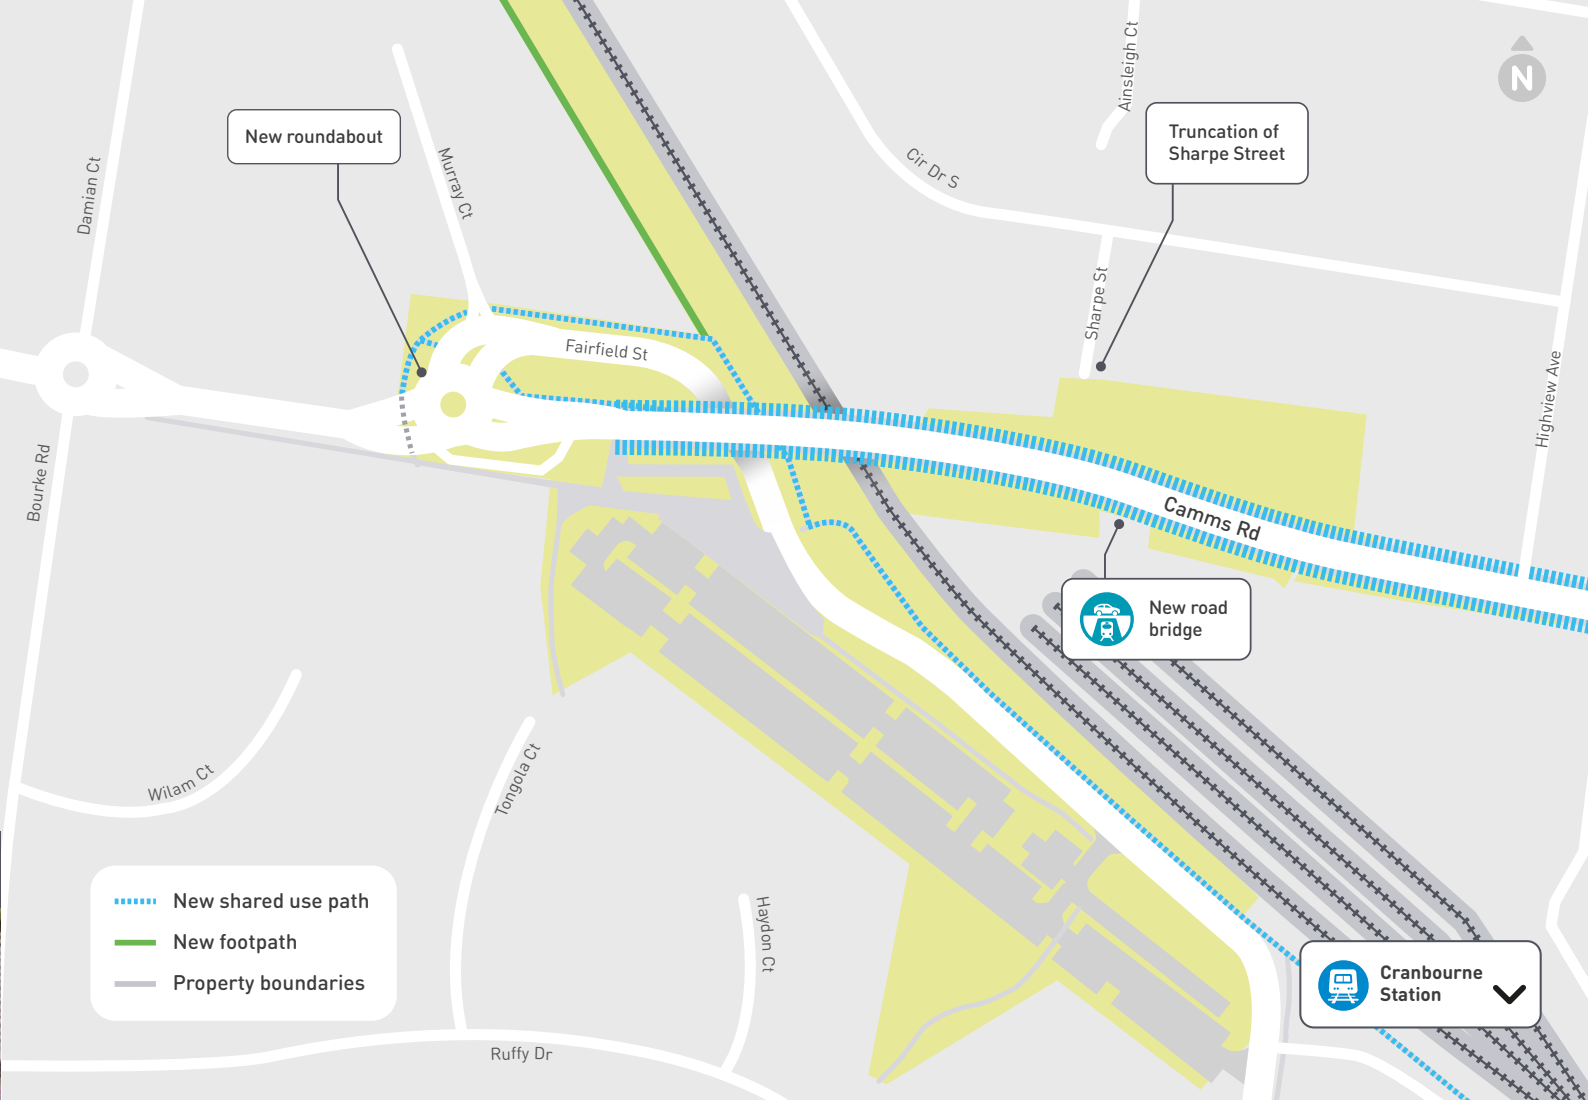 Ainsleigh Ct
N
New roundabout
Truncation of
Sharpe Street
Damian Ct
Murray Ct
Cir Dr S
Sharpe St
Fairfield St
Highview Ave
Bourke Rd
Camms Rd
New road
bridge
Wilam Ct
Tongola Ct
New shared use path
New footpath
Property boundaries
Haydon Ct
Cranbourne
Station
Ruffy Dr